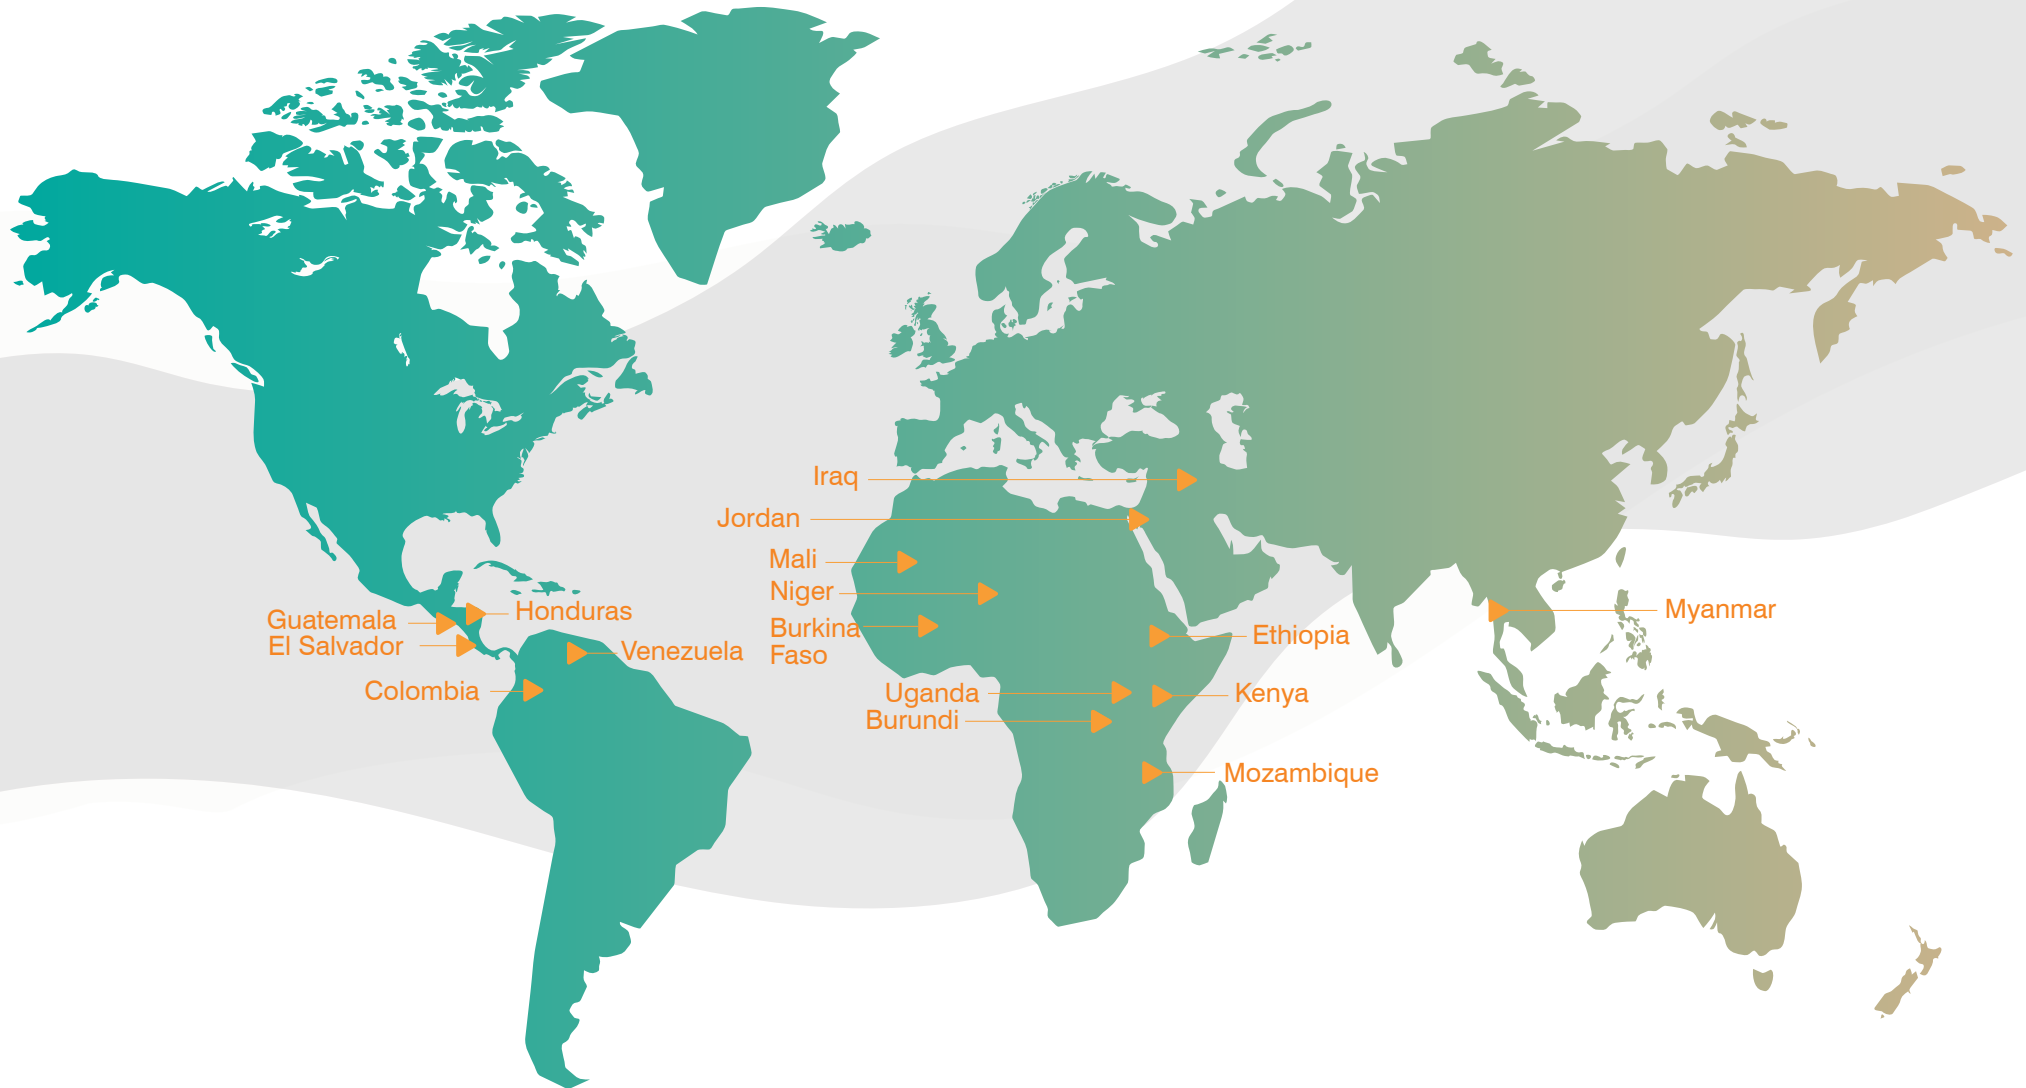 Iraq
Jordan
Mali
Niger
Burkina
Faso
Guatemala
Honduras
El Salvador
Venezuela
Colombia
Myanmar
Ethiopia
Uganda
Kenya
Burundi
Mozambique